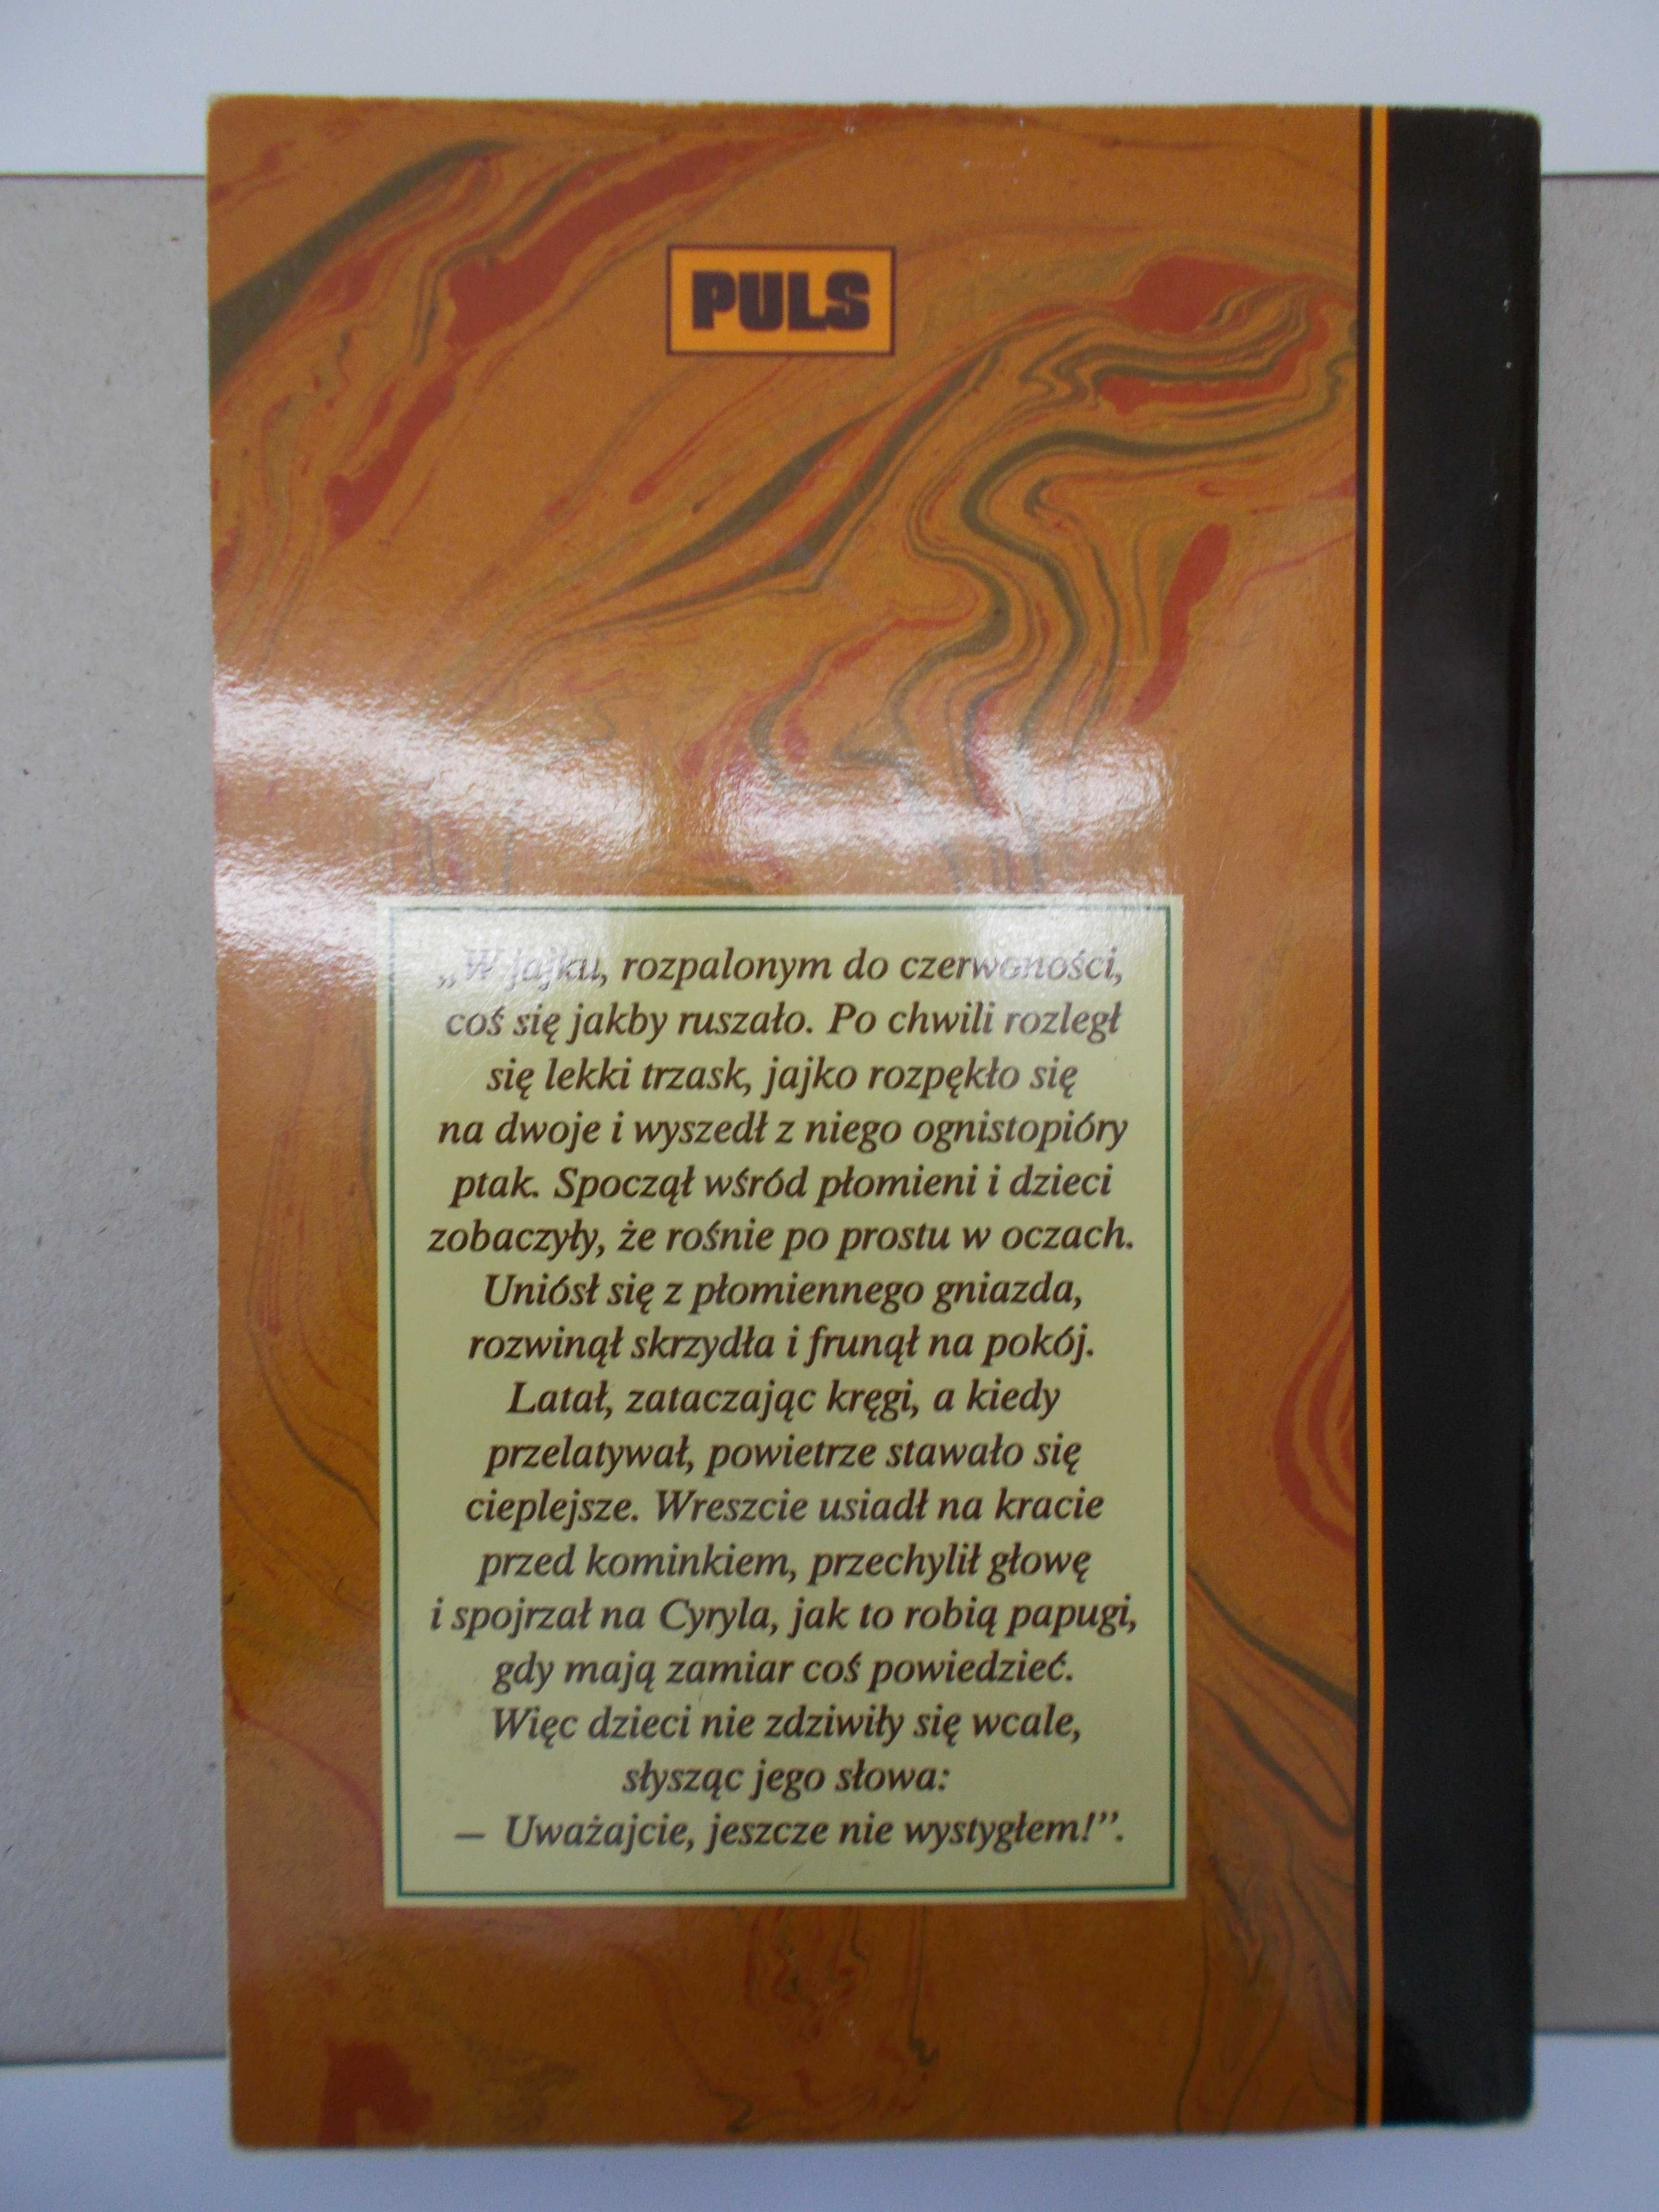 PULS
„W jajku, rozpalonym do czerwoności,
coś się jakby ruszało. Po chwili rozległ
się lekki trzask, jajko rozpękło się
na dwoje i wyszedł z niego ognistopióry
ptak. Spoczął wśród płomieni i dzieci
zobaczyły, że rośnie po prostu w oczach.
Uniósł się z płomiennego gniazda,
rozwinął skrzydła i frunął na pokój.
Latał, zataczając kręgi, a kiedy
przelatywał, powietrze stawało się
cieplejsze. Wreszcie usiadł na kracie
przed kominkiem, przechylił głowę
i spojrzał na Cyryla, jak to robią papugi,
gdy mają zamiar coś powiedzieć.
Więc dzieci nie zdziwiły się wcale,
słysząc jego słowa:
— Uważajcie, jeszcze nie wystygłem!”.